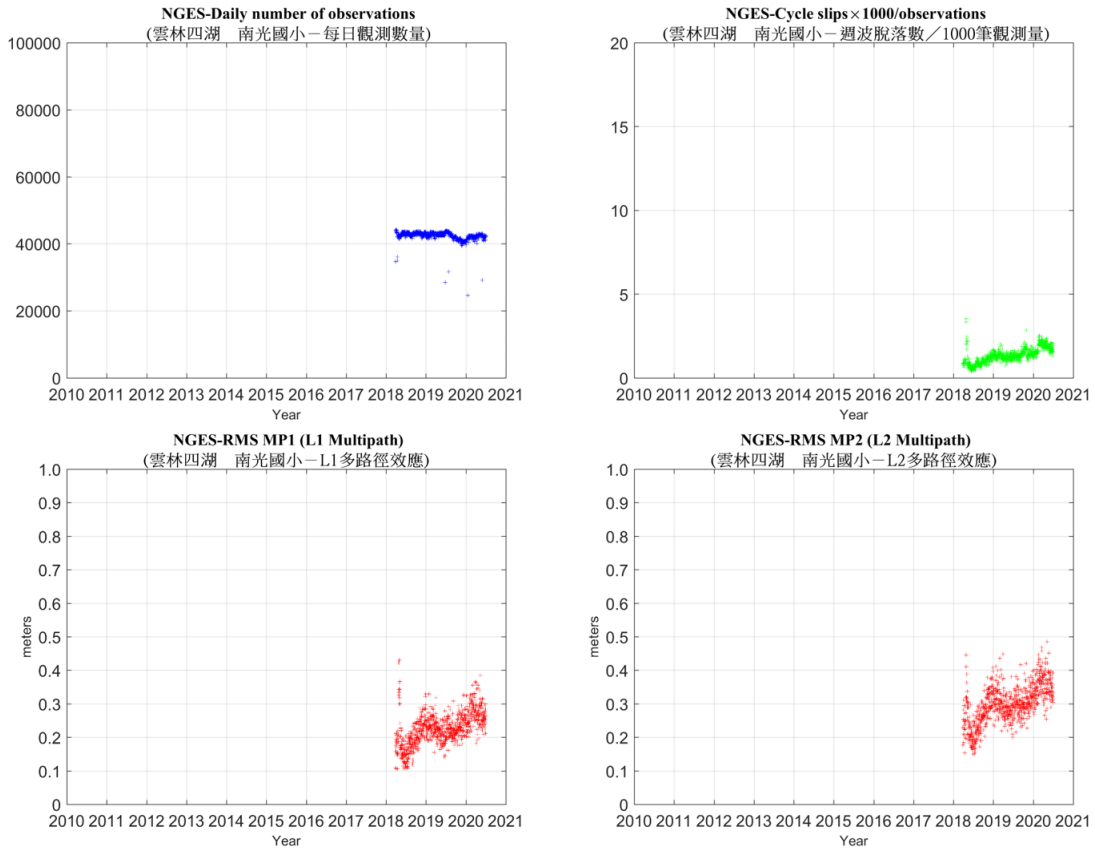 NGES-Daily number of observations
(雲林四湖　南光國小－每日觀測數量)
100000
80000
60000
40000
20000
0
2010 2011 2012 2013 2014 2015 2016 2017 2018 2019 2020 2021
Year
NGES-Cycle slips×1000/observations
(雲林四湖　南光國小－週波脫落數／1000筆觀測量)
20
15
10
5
0
2010 2011 2012 2013 2014 2015 2016 2017 2018 2019 2020 2021
Year
NGES-RMS MP1 (L1 Multipath)
(雲林四湖　南光國小－L1多路徑效應)
1.0
0.9
0.8
0.7
0.6
0.5
0.4
0.3
0.2
0.1
0
meters
2010 2011 2012 2013 2014 2015 2016 2017 2018 2019 2020 2021
Year
NGES-RMS MP2 (L2 Multipath)
(雲林四湖　南光國小－L2多路徑效應)
1.0
0.9
0.8
0.7
0.6
0.5
0.4
0.3
0.2
0.1
0
meters
2010 2011 2012 2013 2014 2015 2016 2017 2018 2019 2020 2021
Year